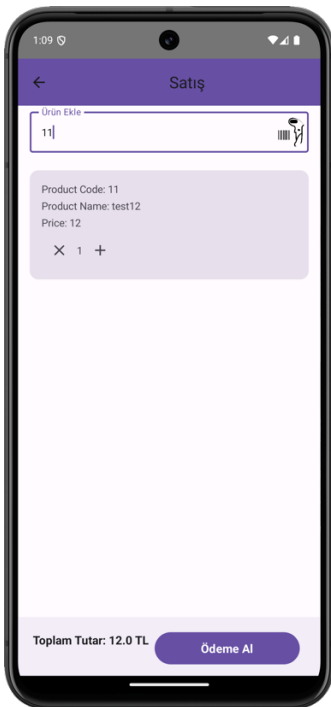 1:09
Satış
Ürün Ekle
11
Product Code: 11
Product Name: test12
Price: 12
1
Toplam Tutar: 12.0 TL
Ödeme Al